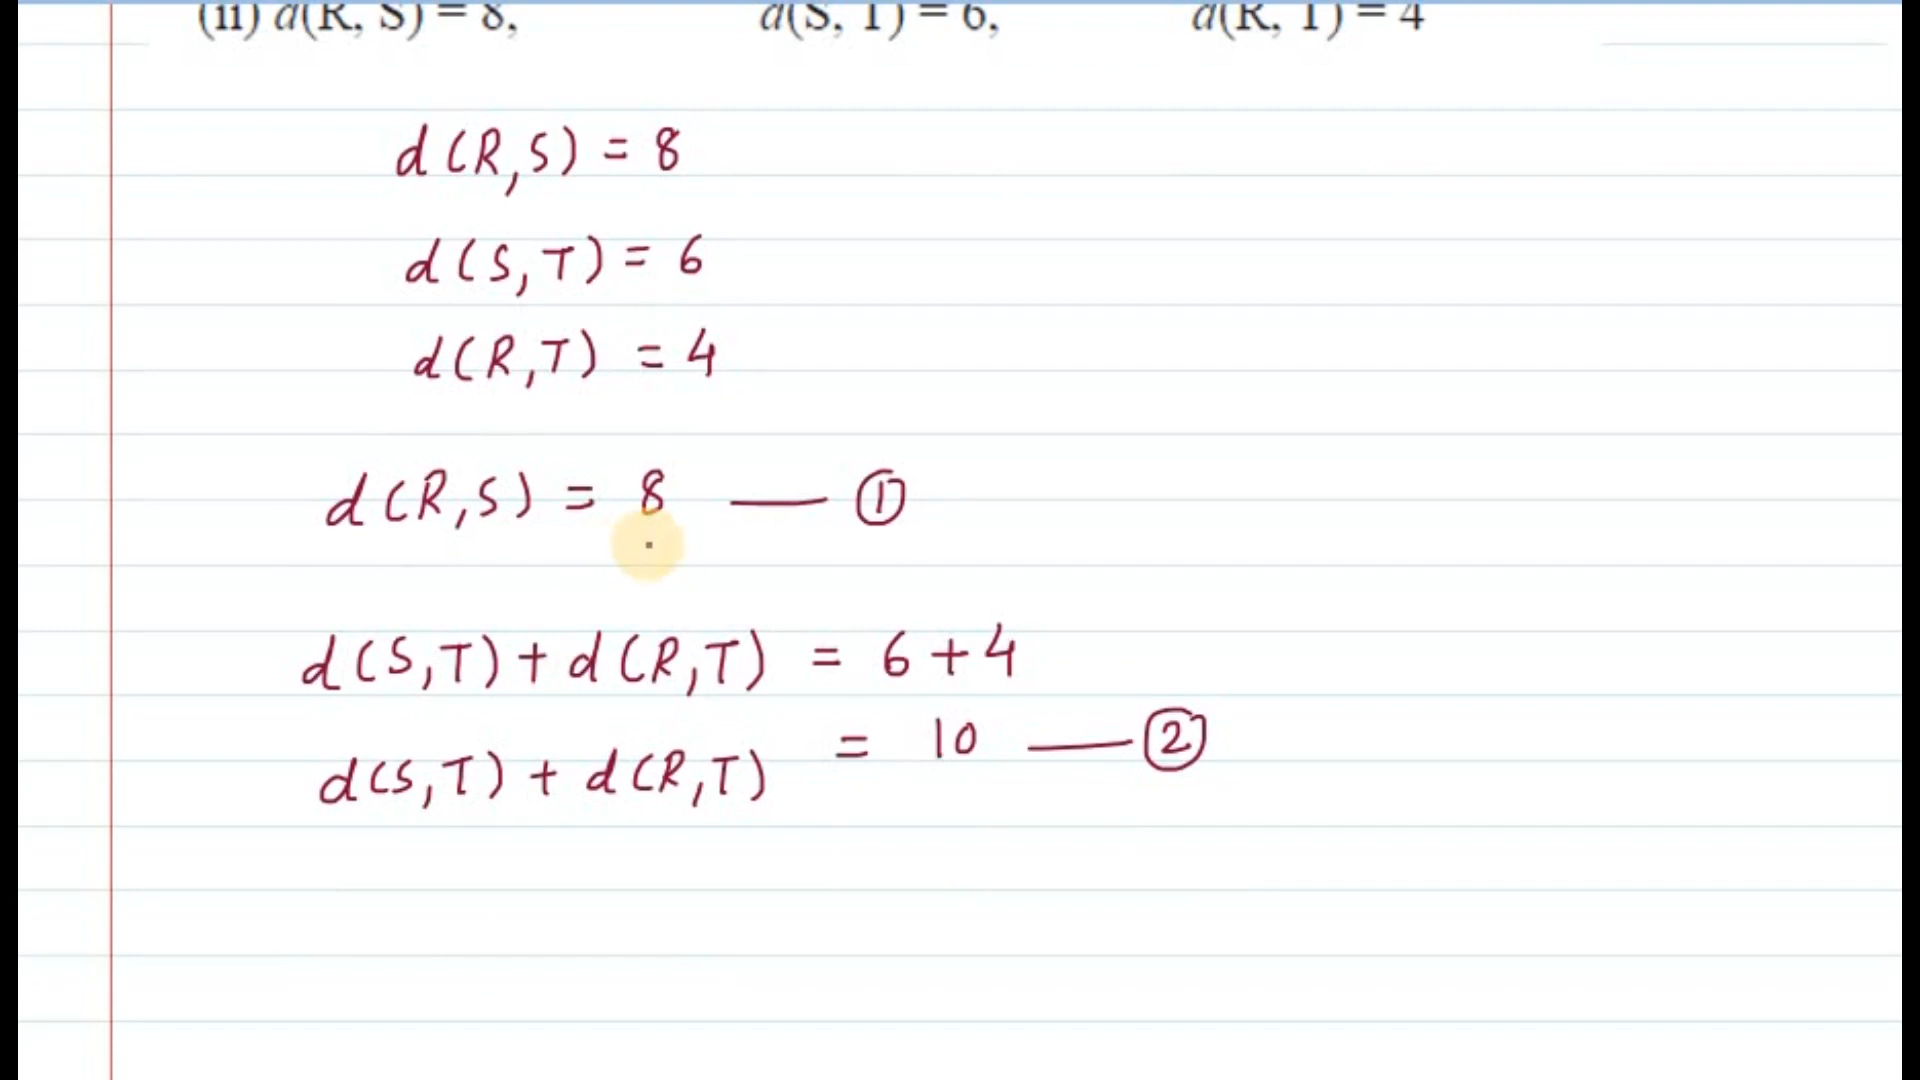 (ii) d(R, S) = 8, d(S, T) = 6, d(R, T) = 4
d(R,S) = 8
d(S,T) = 6
d(R,T) = 4
d(R,S) = 8 — ①
d(S,T) + d(R,T) = 6 + 4
d(S,T) + d(R,T) = 10 — ②